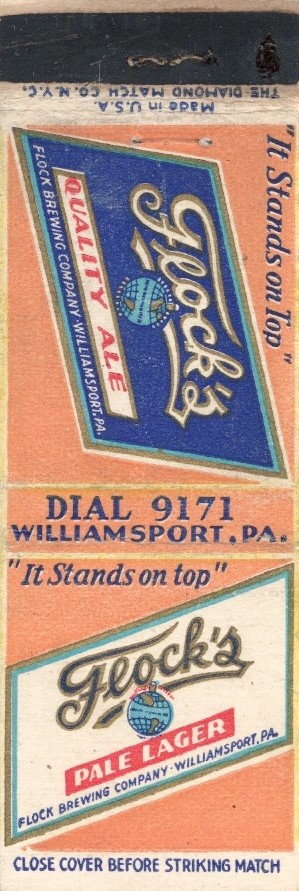 Made in U.S.A.
THE DIAMOND MATCH CO. N.Y.C.
"It Stands on Top"
Flock's
QUALITY ALE
FLOCK BREWING COMPANY·WILLIAMSPORT, PA.
DIAL 9171
WILLIAMSPORT, PA.
"It Stands on top"
Flock's
PALE LAGER
FLOCK BREWING COMPANY·WILLIAMSPORT, PA.
CLOSE COVER BEFORE STRIKING MATCH